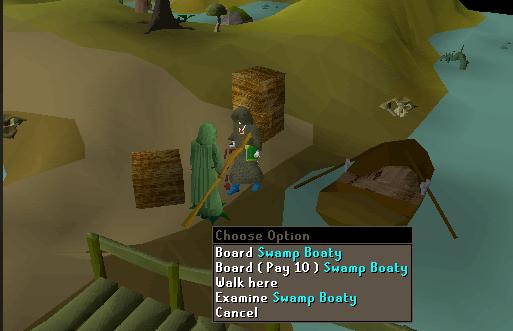 Choose Option
Board Swamp Boaty
Board ( Pay 10 ) Swamp Boaty
Walk here
Examine Swamp Boaty
Cancel